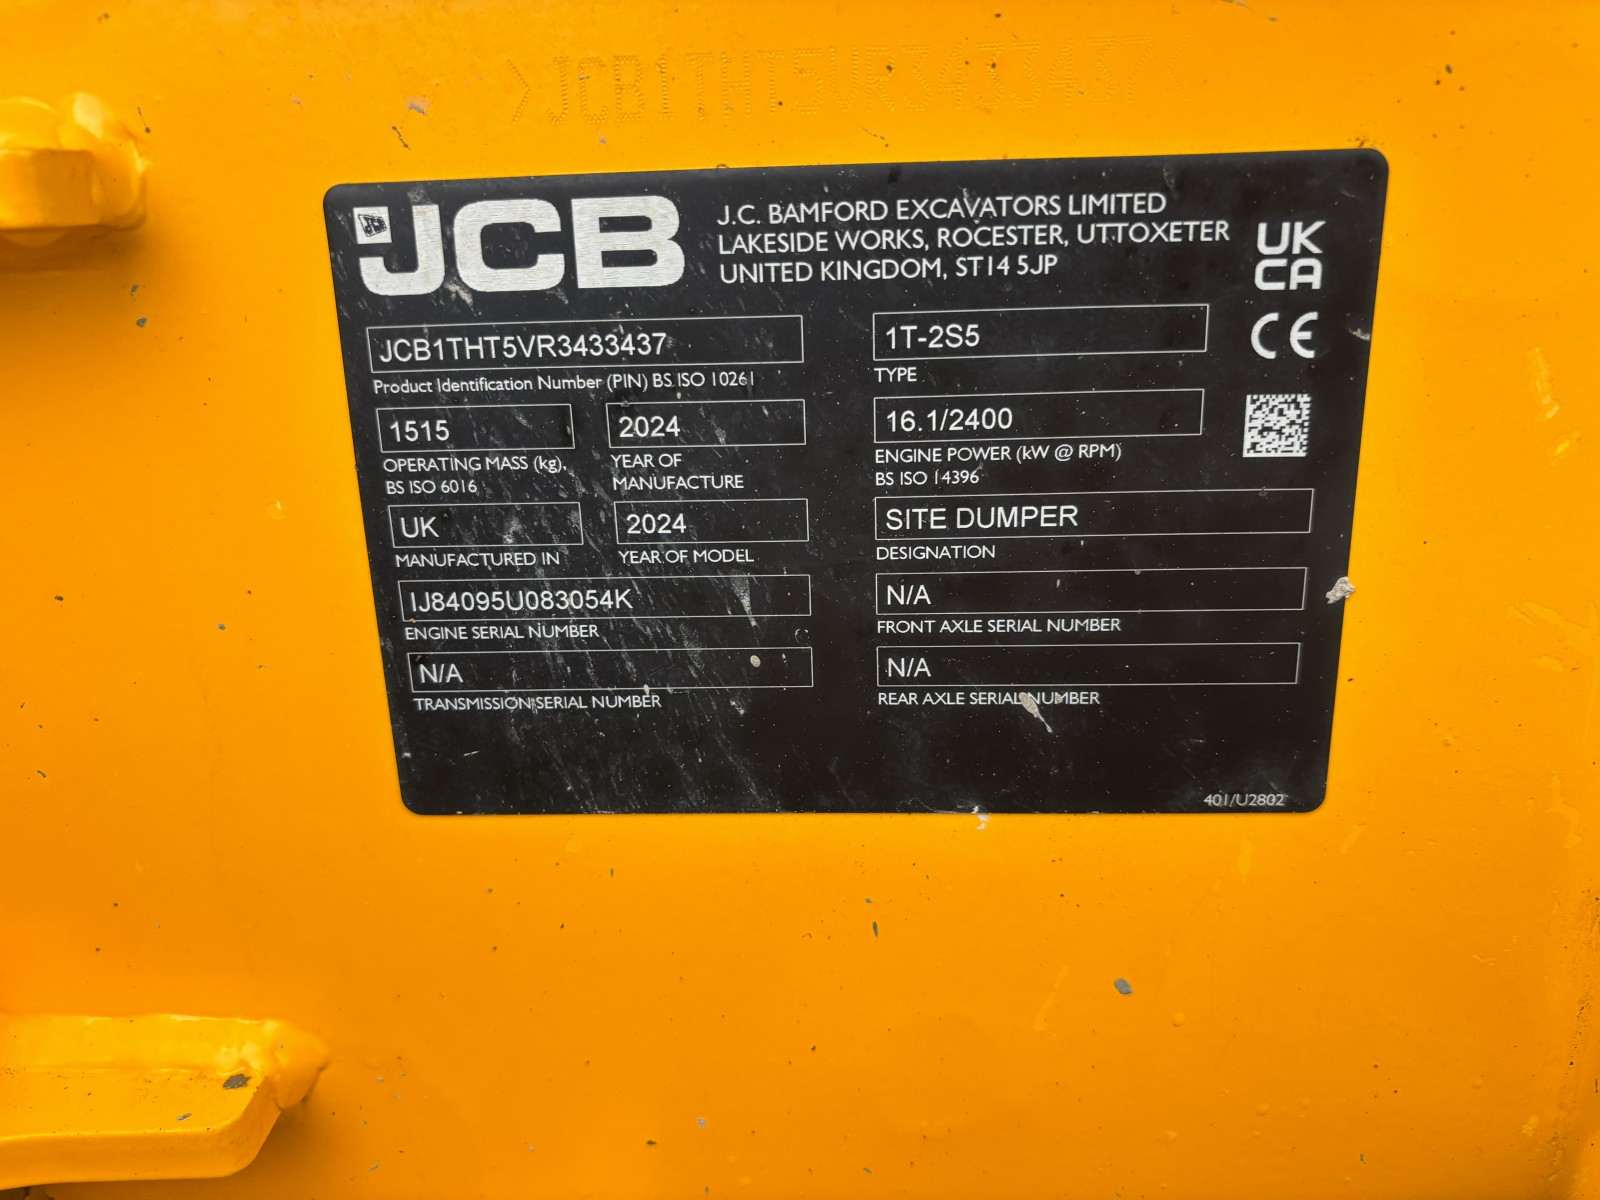 >JCB1THT5VR3433437
JCB
J.C. BAMFORD EXCAVATORS LIMITED
LAKESIDE WORKS, ROCESTER, UTTOXETER
UNITED KINGDOM, ST14 5JP
UK
CA
CE
JCB1THT5VR3433437
Product Identification Number (PIN) BS ISO 10261
1T-2S5
TYPE
1515
OPERATING MASS (kg),
BS ISO 6016
2024
YEAR OF
MANUFACTURE
16.1/2400
ENGINE POWER (kW @ RPM)
BS ISO 14396
UK
MANUFACTURED IN
2024
YEAR OF MODEL
SITE DUMPER
DESIGNATION
IJ84095U083054K
ENGINE SERIAL NUMBER
N/A
FRONT AXLE SERIAL NUMBER
N/A
TRANSMISSION SERIAL NUMBER
N/A
REAR AXLE SERIAL NUMBER
401/U2802